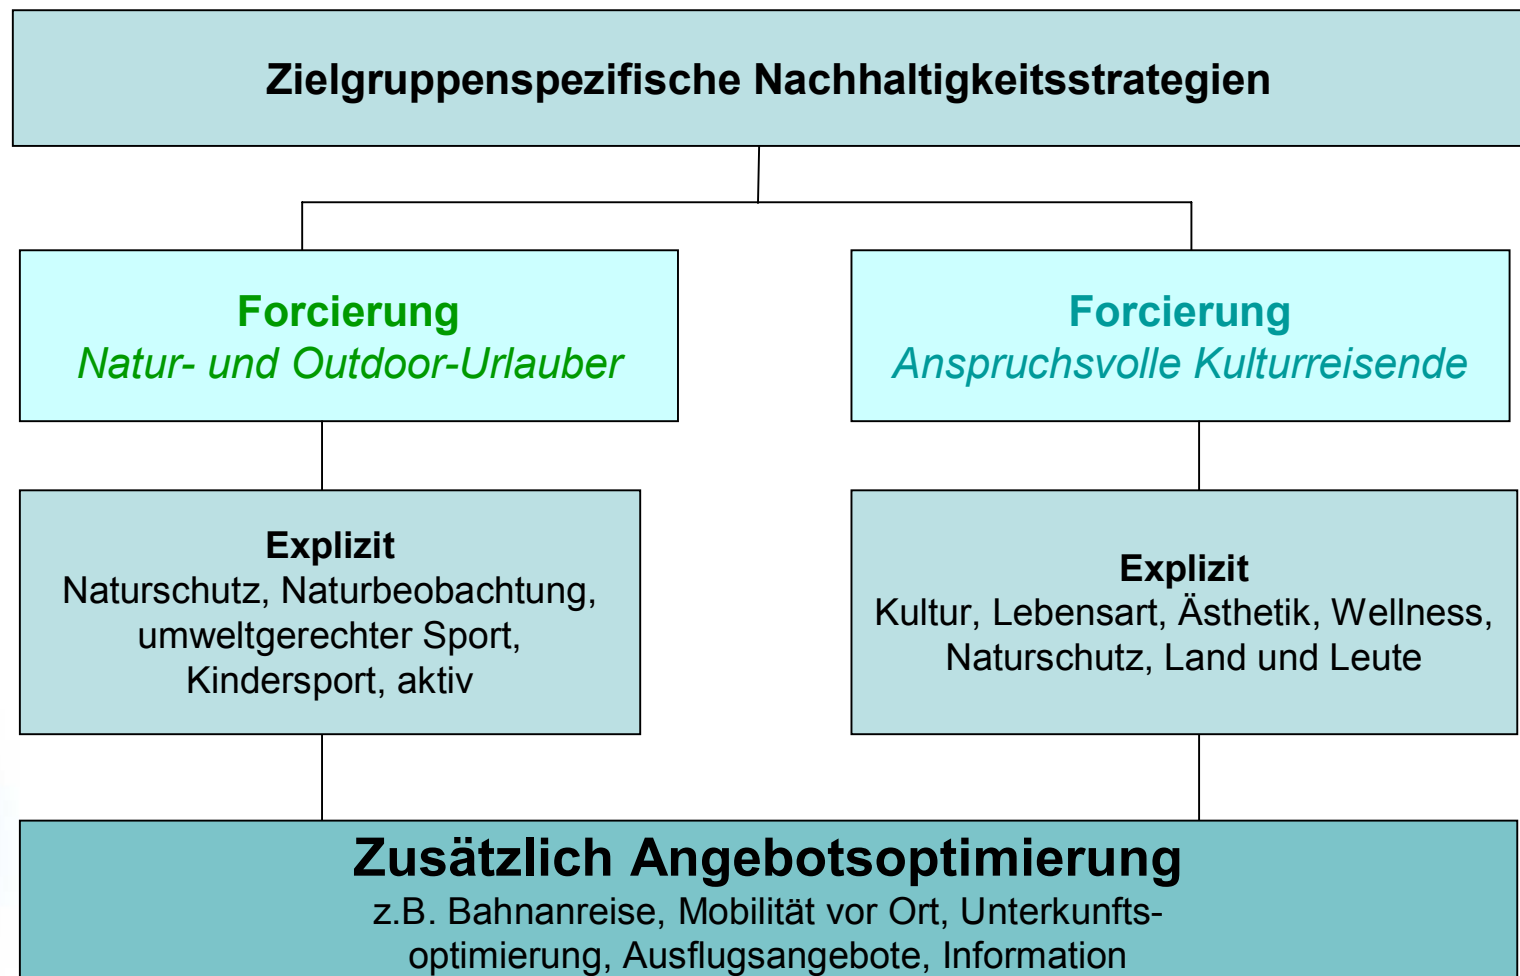 Zielgruppenspezifische Nachhaltigkeitsstrategien
Forcierung
Natur- und Outdoor-Urlauber
Forcierung
Anspruchsvolle Kulturreisende
Explizit
Naturschutz, Naturbeobachtung,
umweltgerechter Sport,
Kindersport, aktiv
Explizit
Kultur, Lebensart, Ästhetik, Wellness,
Naturschutz, Land und Leute
Zusätzlich Angebotsoptimierung
z.B. Bahnanreise, Mobilität vor Ort, Unterkunfts-
optimierung, Ausflugsangebote, Information